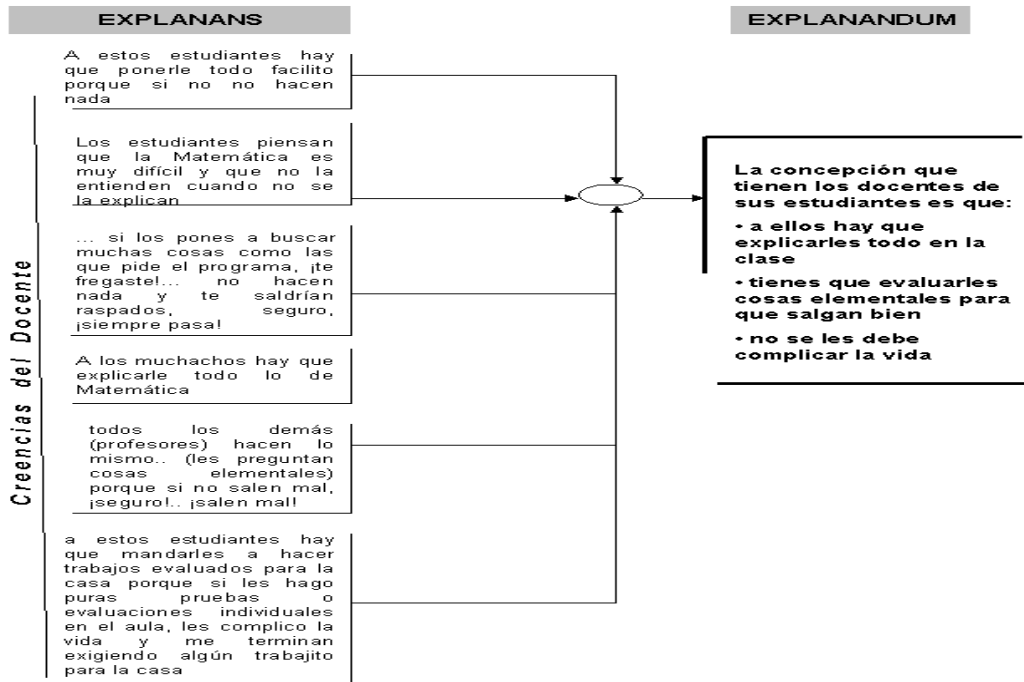 EXPLANANS
EXPLANANDUM
Creencias del Docente
A estos estudiantes hay
que ponerle todo facilito
porque si no no hacen
nada
Los estudiantes piensan
que la Matemática es
muy difícil y que no la
entienden cuando no se
la explican
... si los pones a buscar
muchas cosas como las
que pide el programa, ¡te
fregaste!... no hacen
nada y te saldrían
raspados, seguro,
¡siempre pasa!
A los muchachos hay que
explicarle todo lo de
Matemática
todos los demás
(profesores) hacen lo
mismo.. (les preguntan
cosas elementales)
porque si no salen mal,
¡seguro!.. ¡salen mal!
a estos estudiantes hay
que mandarles a hacer
trabajos evaluados para la
casa porque si les hago
puras pruebas o
evaluaciones individuales
en el aula, les complico la
vida y me terminan
exigiendo algún trabajito
para la casa
La concepción que
tienen los docentes de
sus estudiantes es que:
• a ellos hay que
explicarles todo en la
clase
• tienes que evaluarles
cosas elementales para
que salgan bien
• no se les debe
complicar la vida